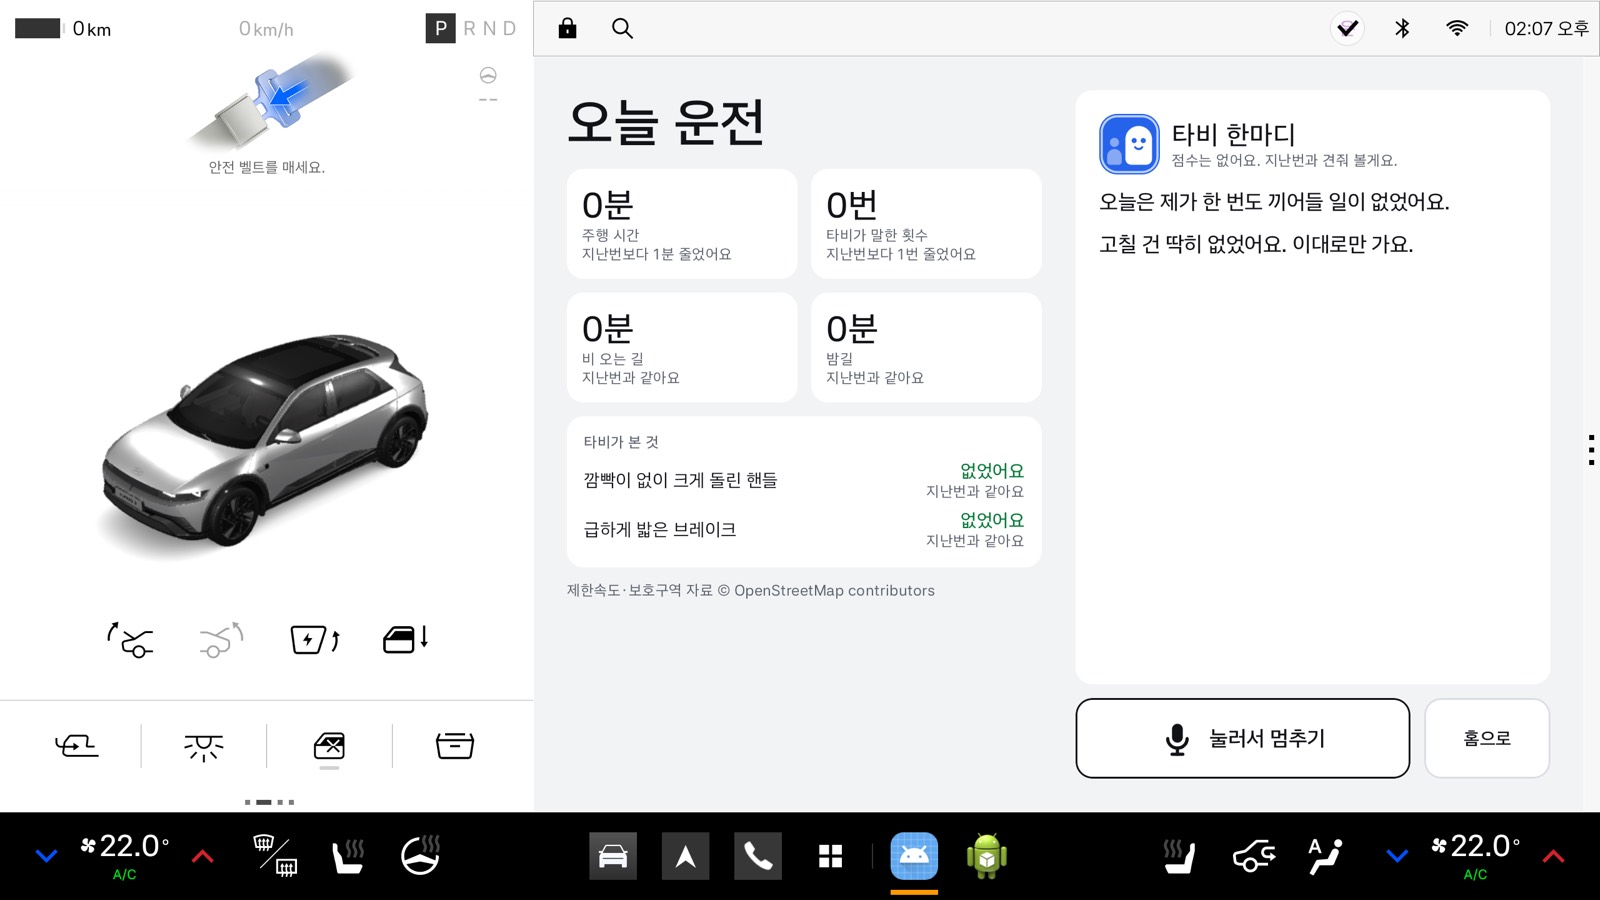 0 km
0 km/h
P R N D
안전 벨트를 매세요.
--
02:07 오후
오늘 운전
0분
주행 시간
지난번보다 1분 줄었어요
0번
타비가 말한 횟수
지난번보다 1번 줄었어요
0분
비 오는 길
지난번과 같아요
0분
밤길
지난번과 같아요
타비가 본 것
깜빡이 없이 크게 돌린 핸들
없었어요
지난번과 같아요
급하게 밟은 브레이크
없었어요
지난번과 같아요
제한속도·보호구역 자료 © OpenStreetMap contributors
타비 한마디
점수는 없어요. 지난번과 견줘 볼게요.
오늘은 제가 한 번도 끼어들 일이 없었어요.
고칠 건 딱히 없었어요. 이대로만 가요.
눌러서 멈추기
홈으로
22.0°
A/C
A
22.0°
A/C